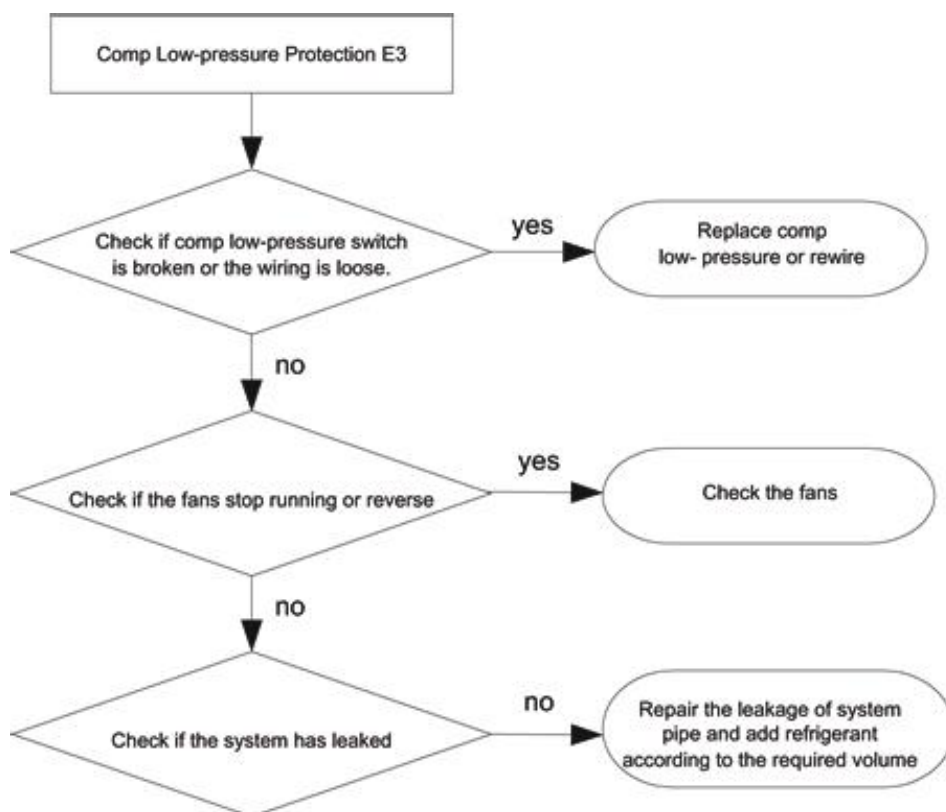 Comp Low-pressure Protection E3
Check if comp low-pressure switch
is broken or the wiring is loose.
yes
Replace comp
low- pressure or rewire
no
Check if the fans stop running or reverse
yes
Check the fans
no
Check if the system has leaked
no
Repair the leakage of system
pipe and add refrigerant
according to the required volume